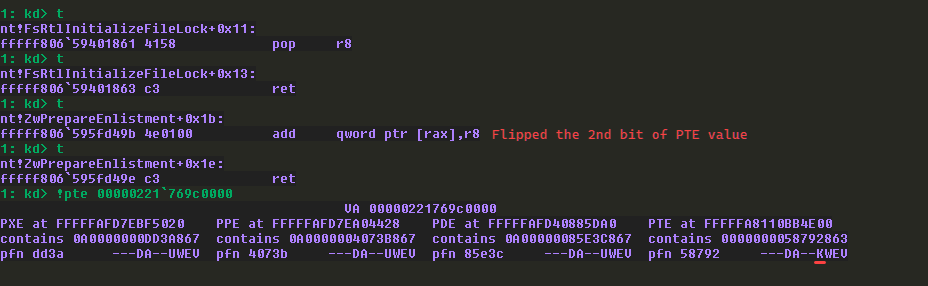 1: kd> t
nt!FsRtlInitializeFileLock+0x11:
fffff806`59401861 4158            pop     r8
1: kd> t
nt!FsRtlInitializeFileLock+0x13:
fffff806`59401863 c3              ret
1: kd> t
nt!ZwPrepareEnlistment+0x1b:
fffff806`595fd49b 4e0100          add     qword ptr [rax],r8 Flipped the 2nd bit of PTE value
1: kd> t
nt!ZwPrepareEnlistment+0x1e:
fffff806`595fd49e c3              ret
1: kd> !pte 00000221`769c0000
VA 00000221769c0000
PXE at FFFFFAFD7EBF5020    PPE at FFFFFAFD7EA04428    PDE at FFFFFAFD40885DA0    PTE at FFFFFA8110BB4E00
contains 0A0000000DD3A867  contains 0A0000004073B867  contains 0A00000085E3C867  contains 0000000058792863
pfn dd3a      ---DA--UWEV  pfn 4073b     ---DA--UWEV  pfn 85e3c     ---DA--UWEV  pfn 58792     ---DA--KWEV